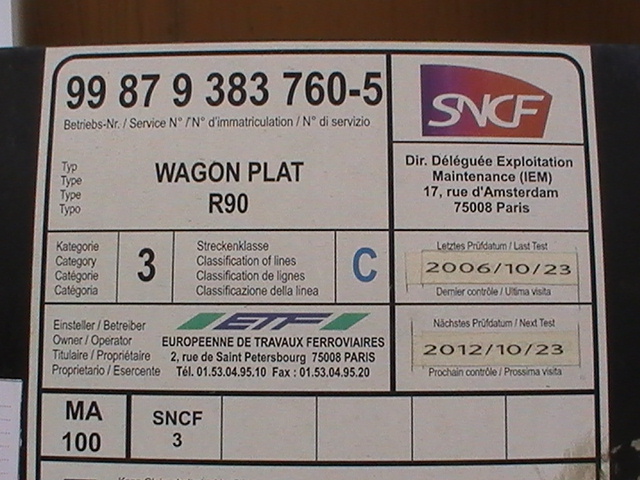 99 87 9 383 760-5
Betriebs-Nr. / Service N° / N° d'immatriculation / N° di servizio
SNCF
Dir. Déléguée Exploitation
Maintenance (IEM)
17, rue d'Amsterdam
75008 Paris
Typ
Type
Type
Typo
WAGON PLAT
R90
Kategorie
Category
Catégorie
Catégoria
3
Streckenklasse
Classification of lines
Classification de lignes
Classificazione della linea
C
Letztes Prüfdatum / Last Test
2006/10/23
Dernier contrôle / Ultima visita
Einsteller / Betreiber
Owner / Operator
Titulaire / Propriétaire
Proprietario / Esercente
ETF
EUROPEENNE DE TRAVAUX FERROVIAIRES
2, rue de Saint Petersbourg 75008 PARIS
Tél. 01.53.04.95.10 Fax : 01.53.04.95.20
Nächstes Prüfdatum / Next Test
2012/10/23
Prochain contrôle / Prossima visita
MA
100
SNCF
3